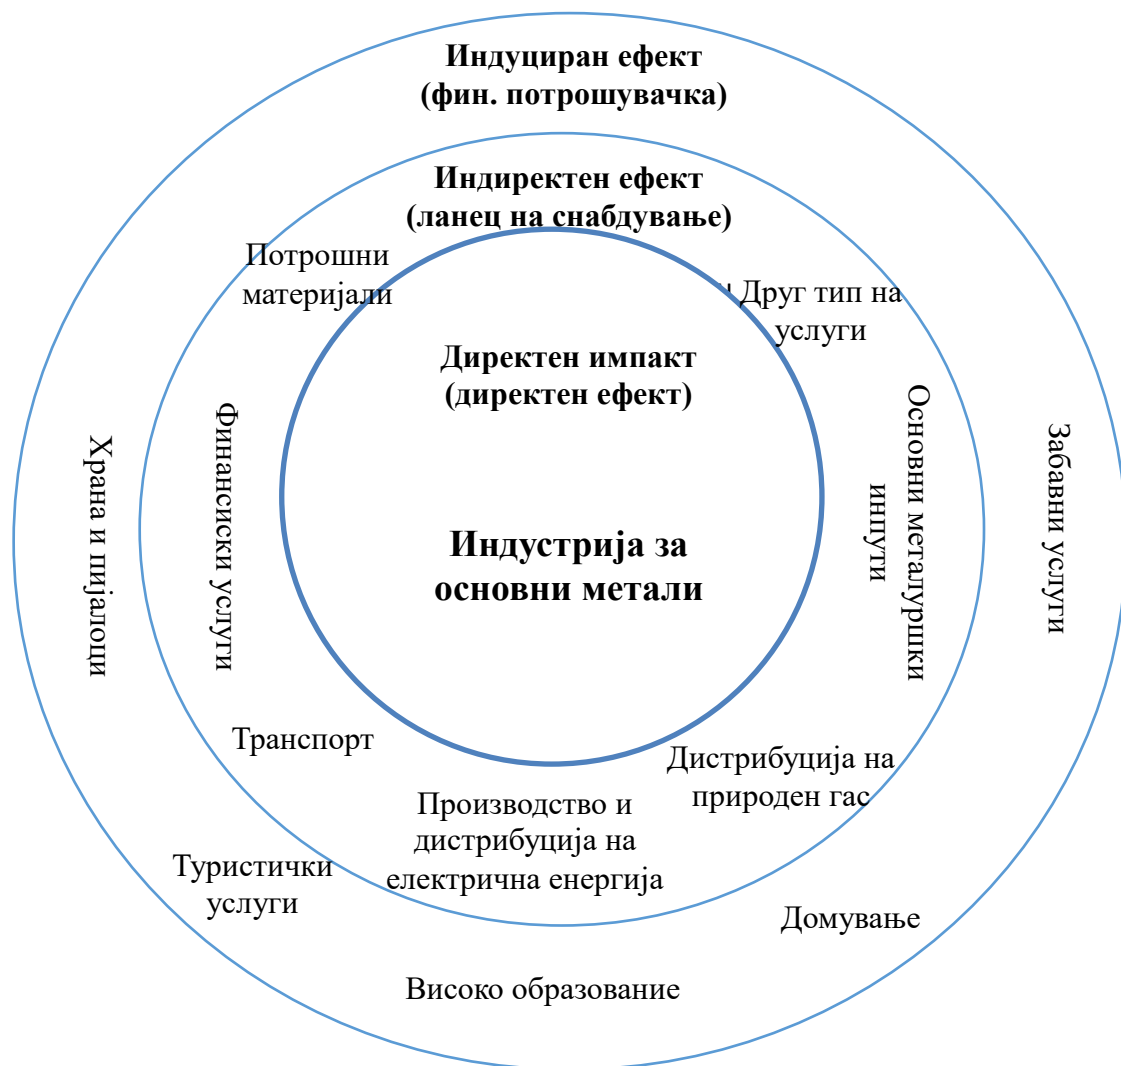 Индуциран ефект
(фин. потрошувачка)
Индиректен ефект
(ланец на снабдување)
Потрошни
материјали
Друг тип на
услуги
Директен импакт
(директен ефект)
Храна и пијалоци
Финансиски услуги
Основни металуршки
инпути
Забавни услуги
Индустрија за
основни метали
Транспорт
Дистрибуција на
природен гас
Производство и
дистрибуција на
електрична енергија
Туристички
услуги
Домување
Високо образование